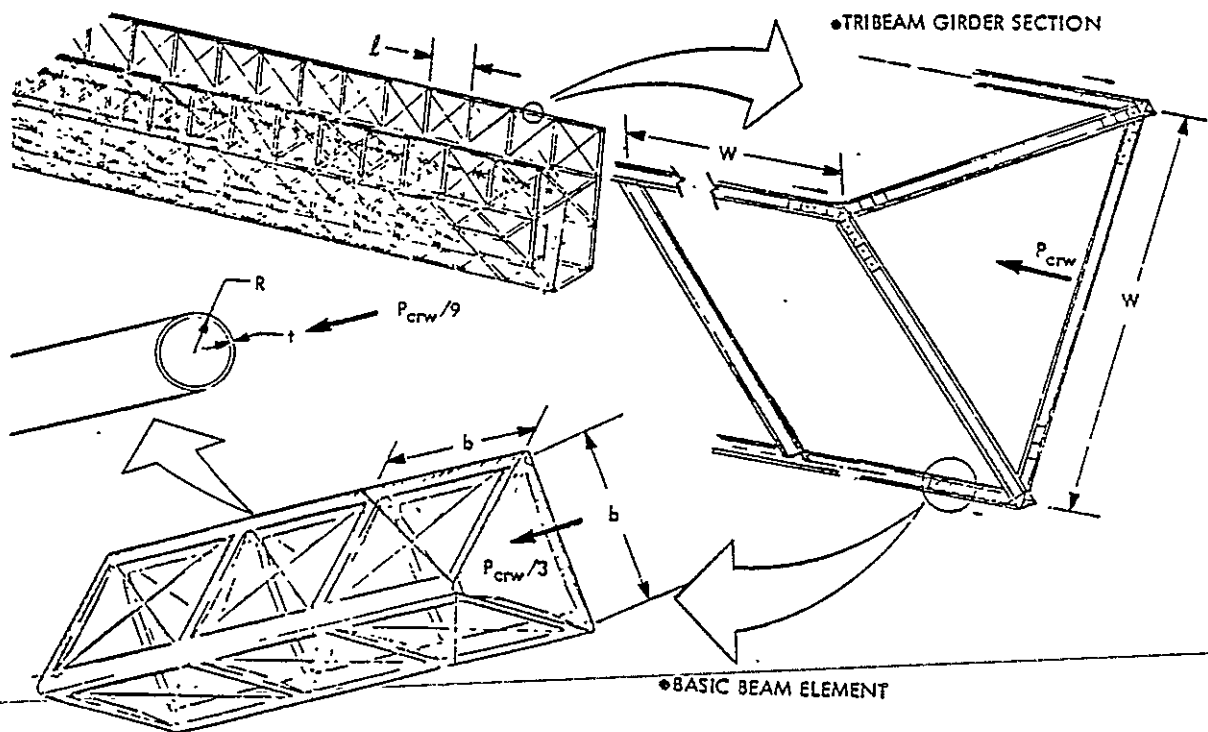 •TRIBEAM GIRDER SECTION
ℓ
W
P_crw
W
R
t
P_crw/9
b
b
P_crw/3
•BASIC BEAM ELEMENT